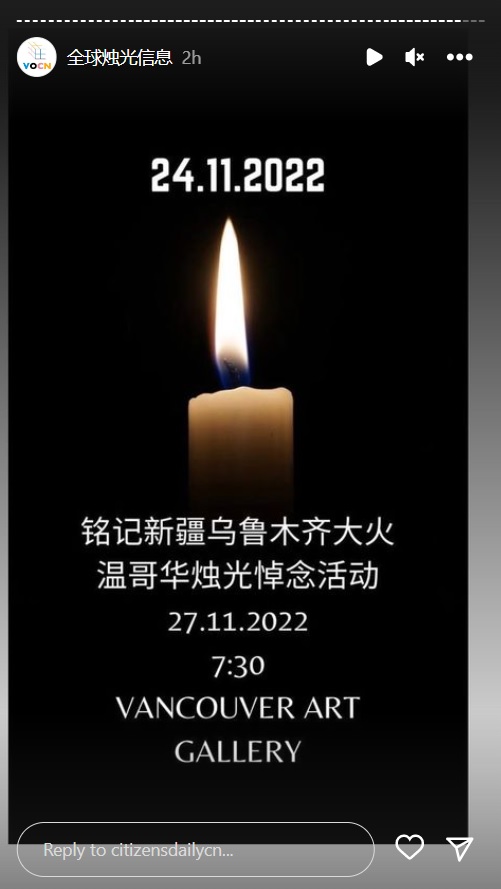 VOCN
全球烛光信息 2h
24.11.2022
铭记新疆乌鲁木齐大火
温哥华烛光悼念活动
27.11.2022
7:30
VANCOUVER ART
GALLERY
Reply to citizensdailycn...